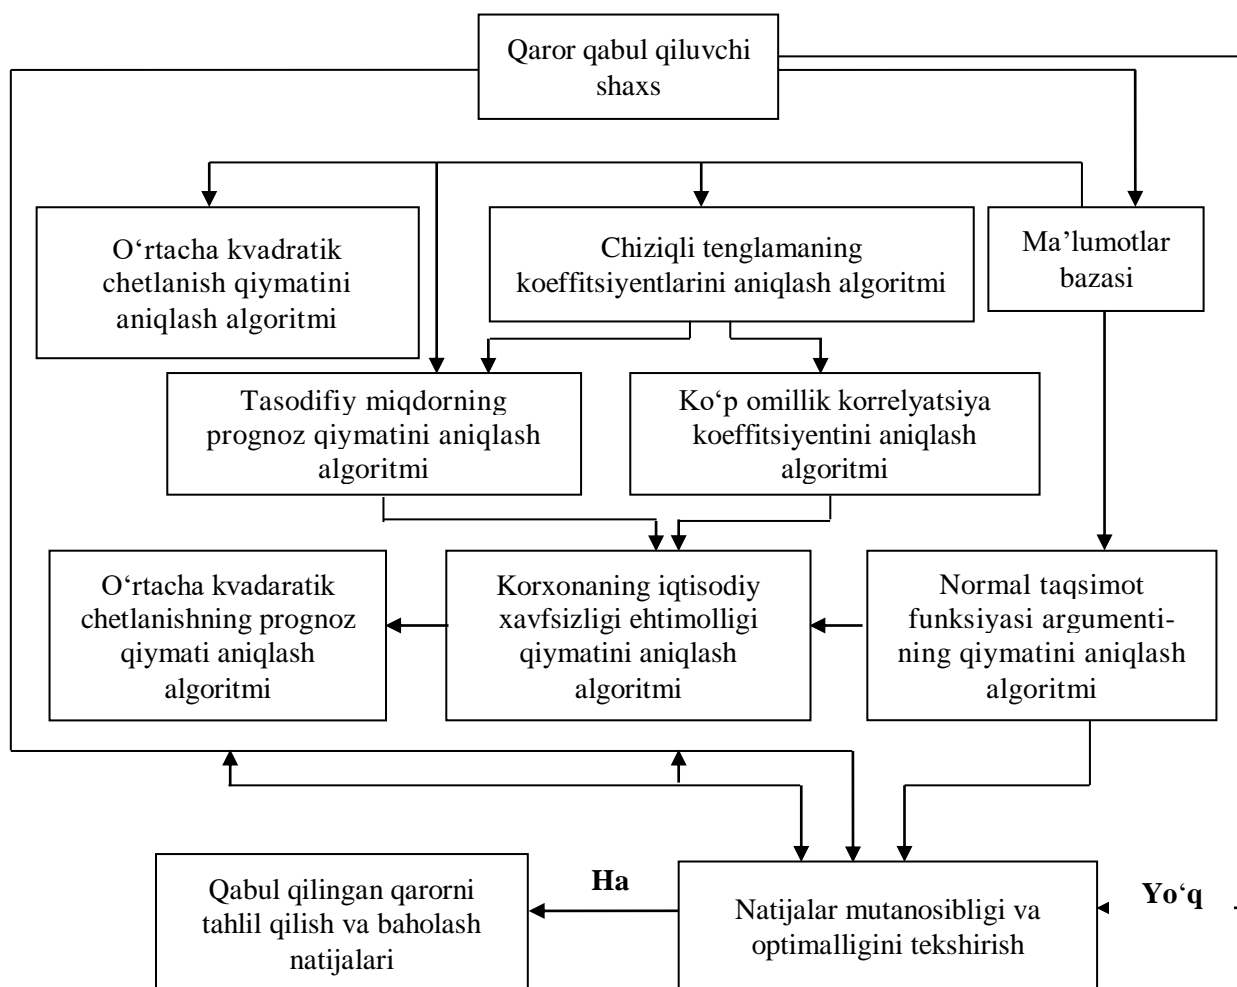 Qaror qabul qiluvchi
shaxs
O‘rtacha kvadratik
chetlanish qiymatini
aniqlash algoritmi
Chiziqli tenglamaning
koeffitsiyentlarini aniqlash algoritmi
Ma’lumotlar
bazasi
Tasodifiy miqdorning
prognoz qiymatini aniqlash
algoritmi
Ko‘p omillik korrelyatsiya
koeffitsiyentini aniqlash
algoritmi
O‘rtacha kvadaratik
chetlanishning prognoz
qiymati aniqlash
algoritmi
Korxonaning iqtisodiy
xavfsizligi ehtimolligi
qiymatini aniqlash
algoritmi
Normal taqsimot
funksiyasi argumenti-
ning qiymatini aniqlash
algoritmi
Qabul qilingan qarorni
tahlil qilish va baholash
natijalari
Ha
Natijalar mutanosibligi va
optimalligini tekshirish
Yo‘q